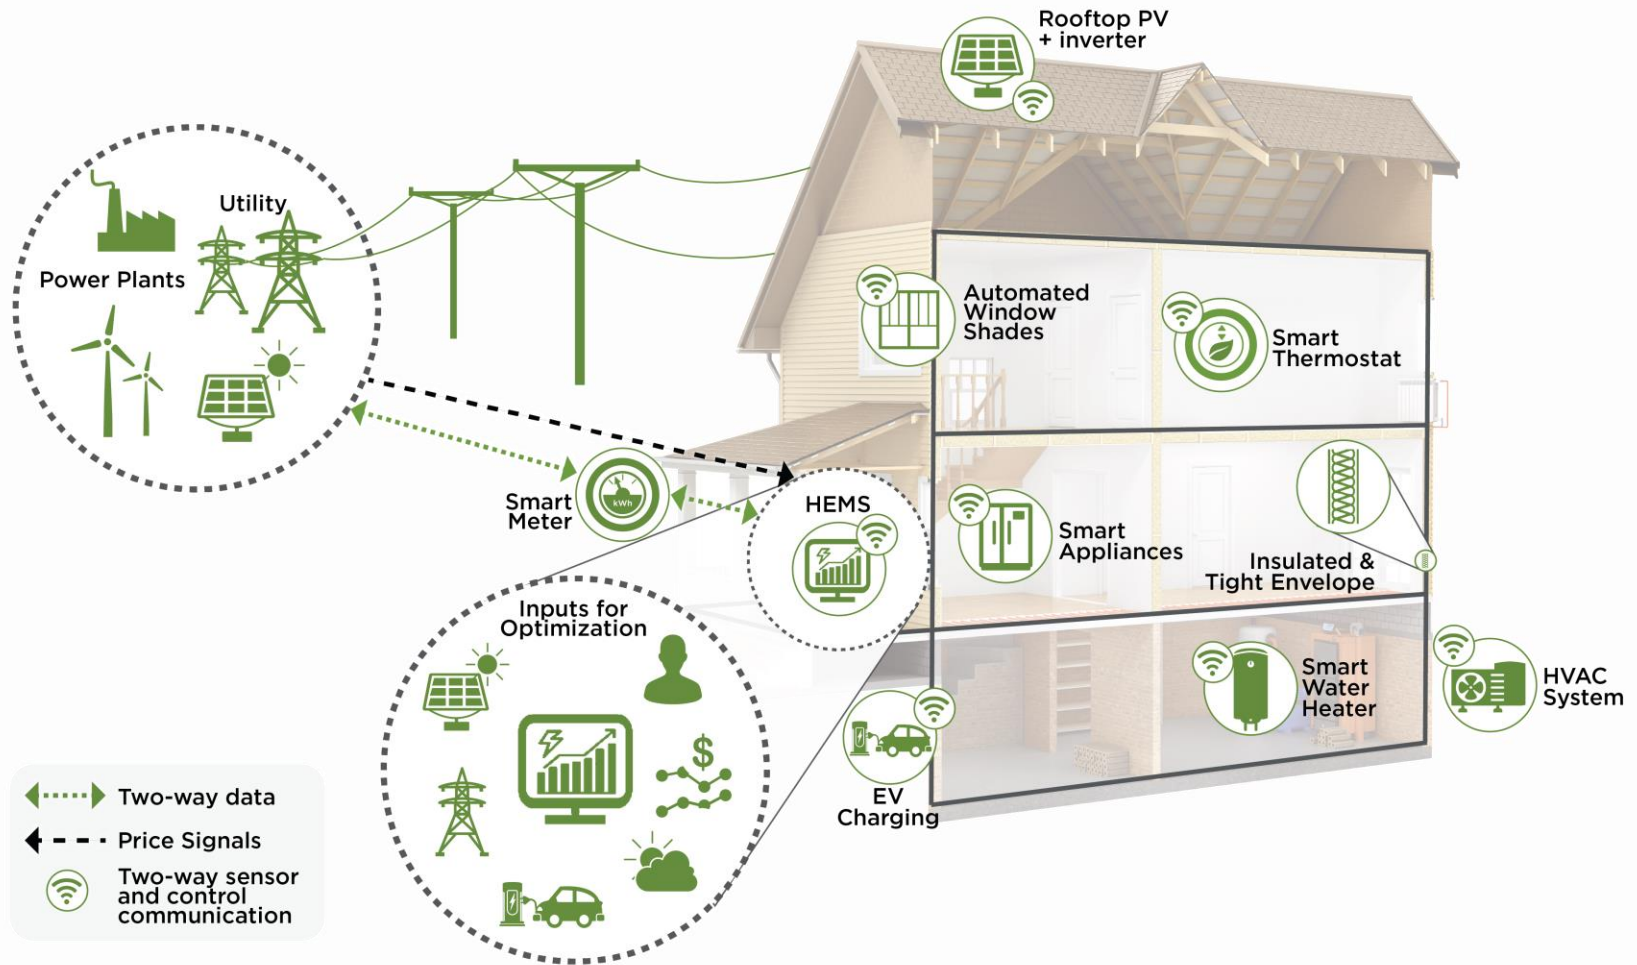 Rooftop PV
+ inverter
Utility
Power Plants
Automated
Window
Shades
Smart
Thermostat
Smart
Meter
kWh
HEMS
Smart
Appliances
Insulated &
Tight Envelope
Inputs for
Optimization
$
Smart
Water
Heater
HVAC
System
EV
Charging
Two-way data
Price Signals
Two-way sensor
and control
communication